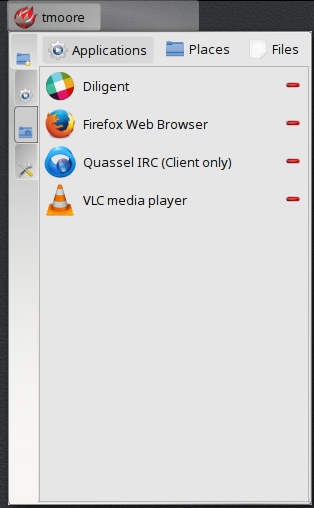 tmoore
Applications Places Files
Diligent
Firefox Web Browser
Quassel IRC (Client only)
VLC media player